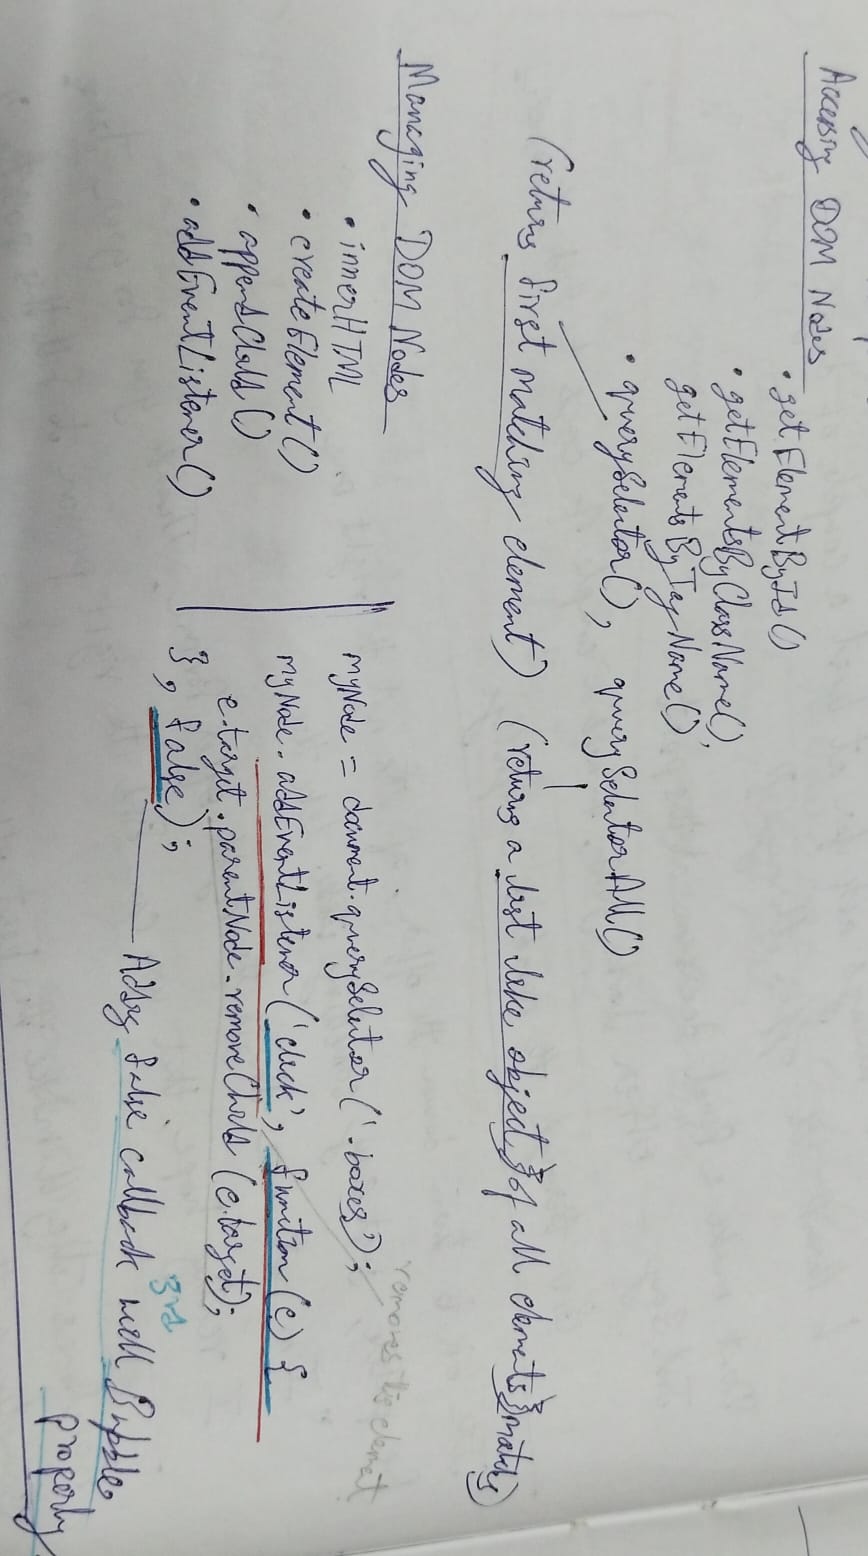 Accessing DOM Nodes
• getElementById()
• getElementsByClassName(),
getElementsByTagName()
• querySelector(), querySelectorAll()
(returns first matching element) (returns a list like object of all elements matches)
Managing DOM Nodes
• innerHTML
• createElement()
• appendChild()
• addEventListener()
removes this element
myNode = document.querySelector('.boxes');
myNode.addEventListener('click', function(e) {
e.target.parentNode.removeChild(e.target);
}, false);
3rd
Adding false callback will Bubble
properly